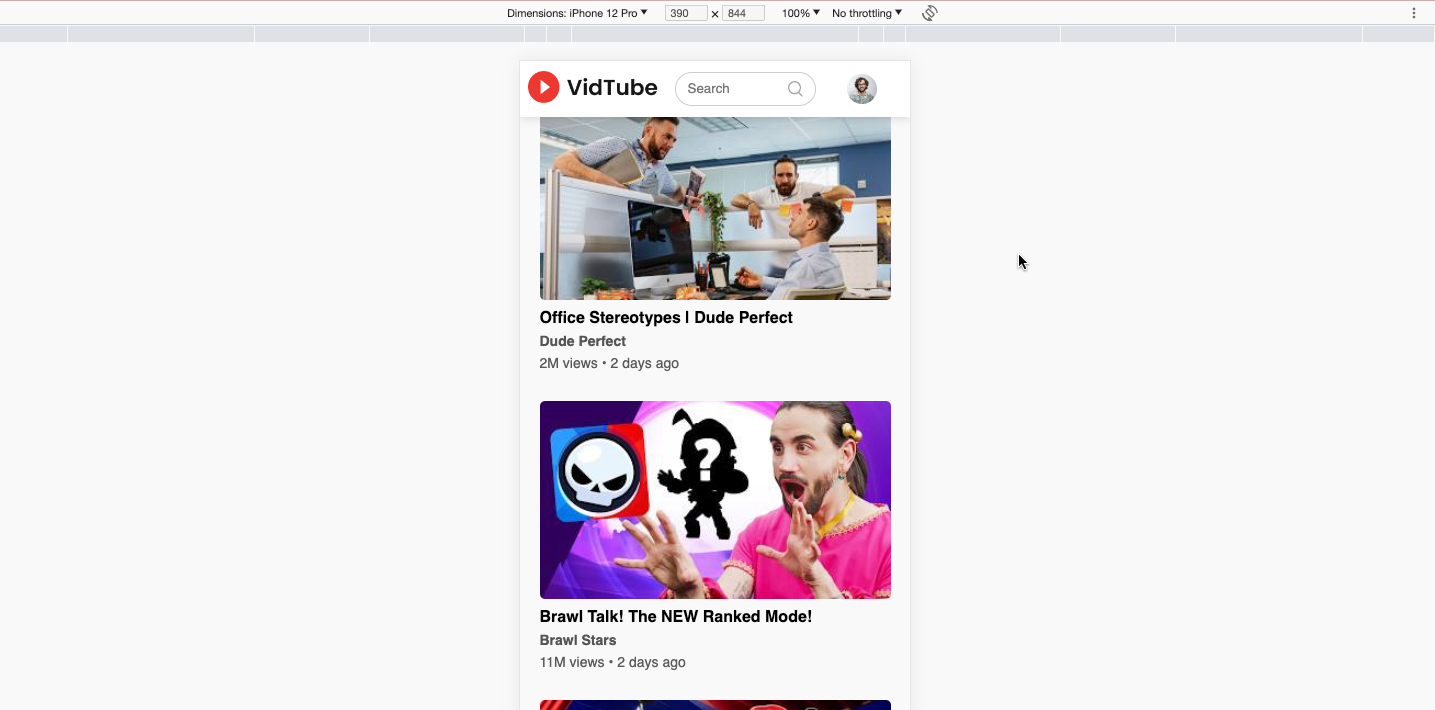 Dimensions: iPhone 12 Pro 390 × 844 100% No throttling
VidTube Search
Office Stereotypes | Dude Perfect
Dude Perfect
2M views • 2 days ago
?
Brawl Talk! The NEW Ranked Mode!
Brawl Stars
11M views • 2 days ago